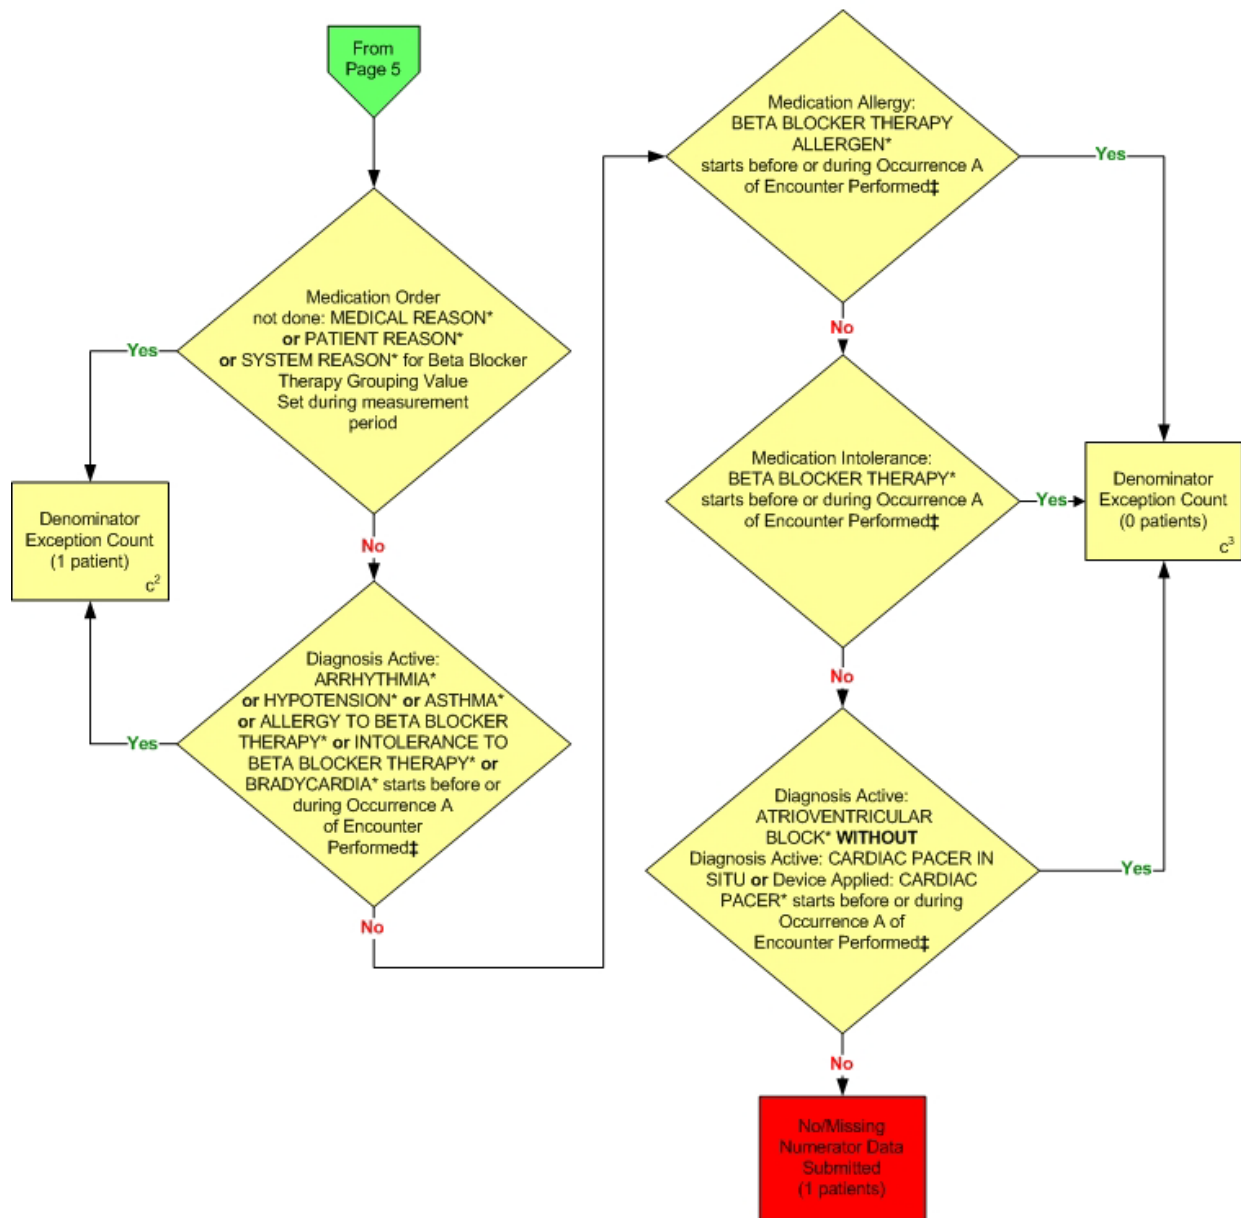 From
Page 5
Medication Order
not done: MEDICAL REASON*
or PATIENT REASON*
or SYSTEM REASON* for Beta Blocker
Therapy Grouping Value
Set during measurement
period
Yes
Denominator
Exception Count
(1 patient)
c²
No
Diagnosis Active:
ARRHYTHMIA*
or HYPOTENSION* or ASTHMA*
or ALLERGY TO BETA BLOCKER
THERAPY* or INTOLERANCE TO
BETA BLOCKER THERAPY* or
BRADYCARDIA* starts before or
during Occurrence A
of Encounter
Performed‡
Yes
No
Medication Allergy:
BETA BLOCKER THERAPY
ALLERGEN*
starts before or during Occurrence A
of Encounter Performed‡
Yes
No
Medication Intolerance:
BETA BLOCKER THERAPY*
starts before or during Occurrence A
of Encounter Performed‡
Yes
Denominator
Exception Count
(0 patients)
c³
No
Diagnosis Active:
ATRIOVENTRICULAR
BLOCK* WITHOUT
Diagnosis Active: CARDIAC PACER IN
SITU or Device Applied: CARDIAC
PACER* starts before or during
Occurrence A of
Encounter Performed‡
Yes
No
No/Missing
Numerator Data
Submitted
(1 patients)